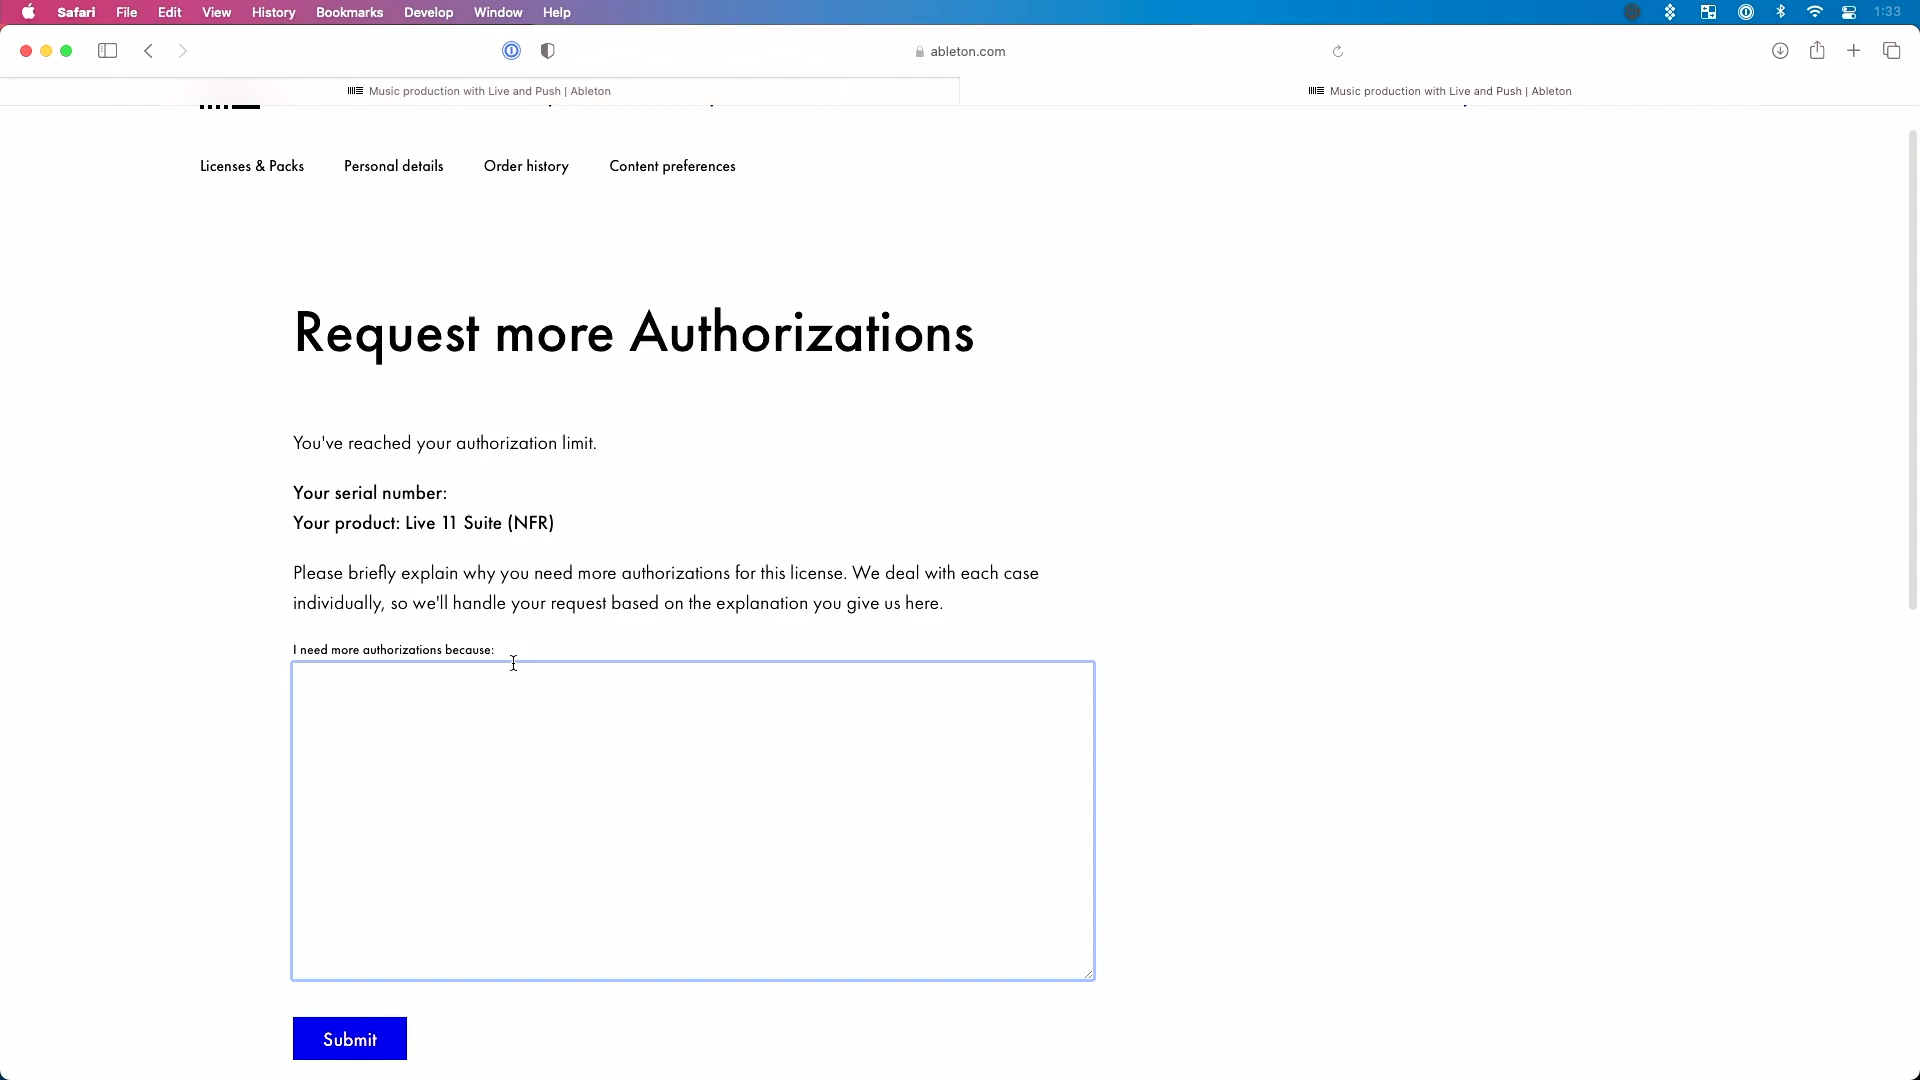 Safari File Edit View History Bookmarks Develop Window Help 1:33
ableton.com
Music production with Live and Push | Ableton
Music production with Live and Push | Ableton
Licenses & Packs Personal details Order history Content preferences
Request more Authorizations
You've reached your authorization limit.
Your serial number:
Your product: Live 11 Suite (NFR)
Please briefly explain why you need more authorizations for this license. We deal with each case
individually, so we'll handle your request based on the explanation you give us here.
I need more authorizations because:
Submit